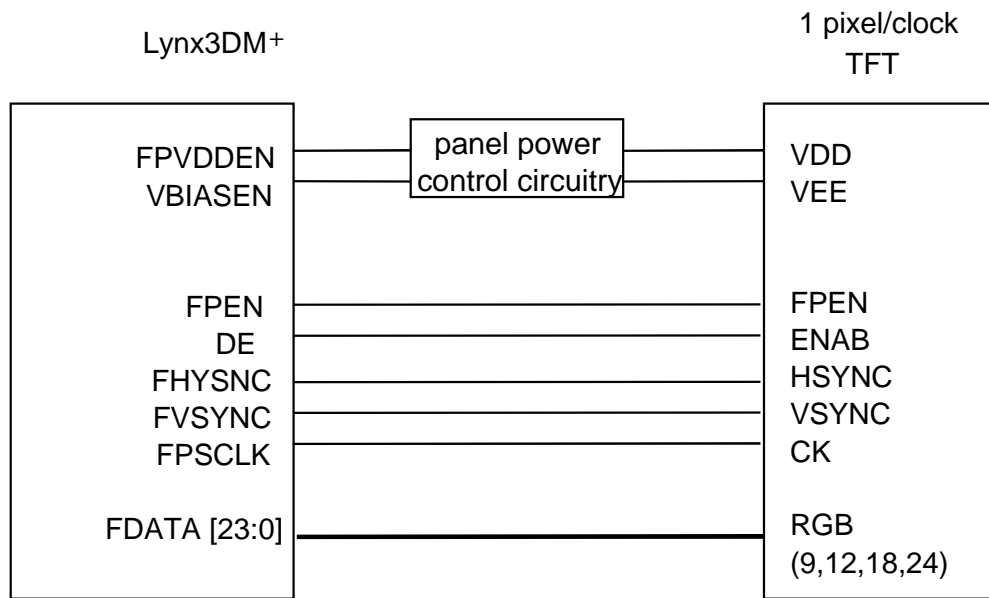 Lynx3DM+
1 pixel/clock
TFT
FPVDDEN
VBIASEN
panel power
control circuitry
VDD
VEE
FPEN
DE
FHYSNC
FVSYNC
FPSCLK
FDATA [23:0]
FPEN
ENAB
HSYNC
VSYNC
CK
RGB
(9,12,18,24)